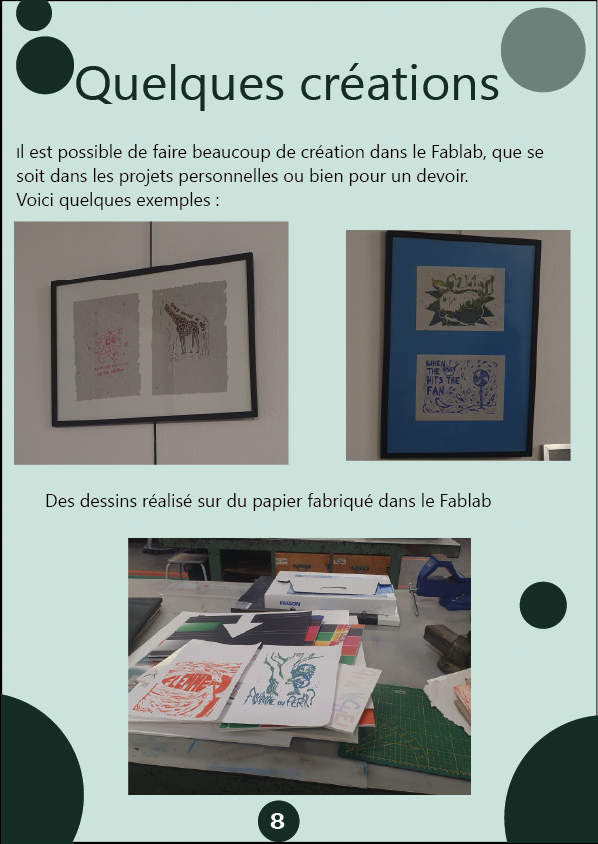 Quelques créations
Il est possible de faire beaucoup de création dans le Fablab, que se
soit dans les projets personnelles ou bien pour un devoir.
Voici quelques exemples :
WHEN
THE
HITS THE
FAN
Des dessins réalisé sur du papier fabriqué dans le Fablab
FLEMME
8